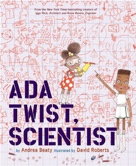 From the New York Times bestselling creators of
Iggy Peck, Architect and Rosie Revere, Engineer
ADA
TWIST,
SCIENTIST
by Andrea Beaty illustrated by David Roberts